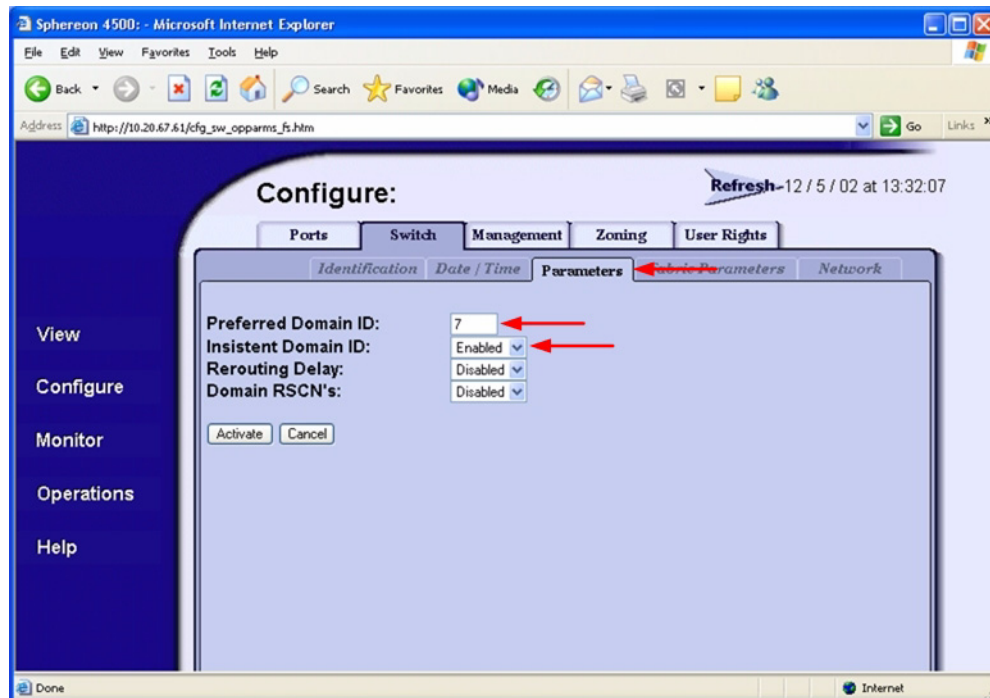 Sphereon 4500: - Microsoft Internet Explorer
File Edit View Favorites Tools Help
Back Search Favorites Media
Address http://10.20.67.61/cfg_sw_opparms_fs.htm Go Links »
Configure: Refresh-12 / 5 / 02 at 13:32:07
Ports Switch Management Zoning User Rights
Identification Date / Time Parameters Fabric Parameters Network
Preferred Domain ID: 7
Insistent Domain ID: Enabled
Rerouting Delay: Disabled
Domain RSCN's: Disabled
Activate Cancel
View
Configure
Monitor
Operations
Help
Done Internet